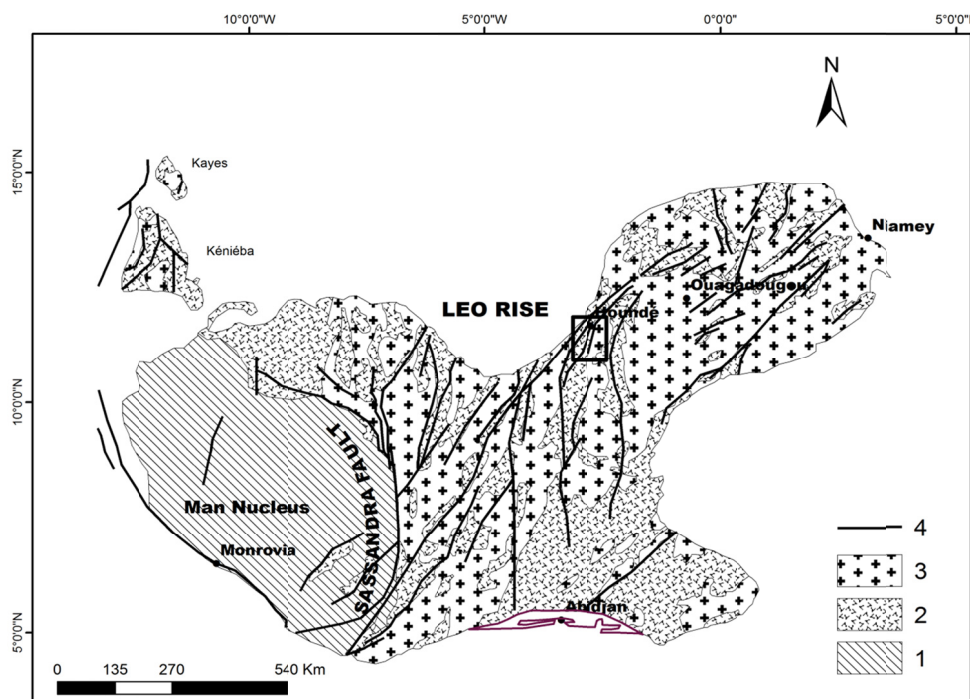 10°0'0"W 5°0'0"W 0°0'0" 5°0'0
15°0'0"N
10°0'0"N
5°0'0"N
N
Kayes
Kéniéba
Niamey
Ouagadougou
LEO RISE
Houndé
SASSANDRA FAULT
Man Nucleus
Monrovia
Abidjan
4
3
2
1
0 135 270 540 Km